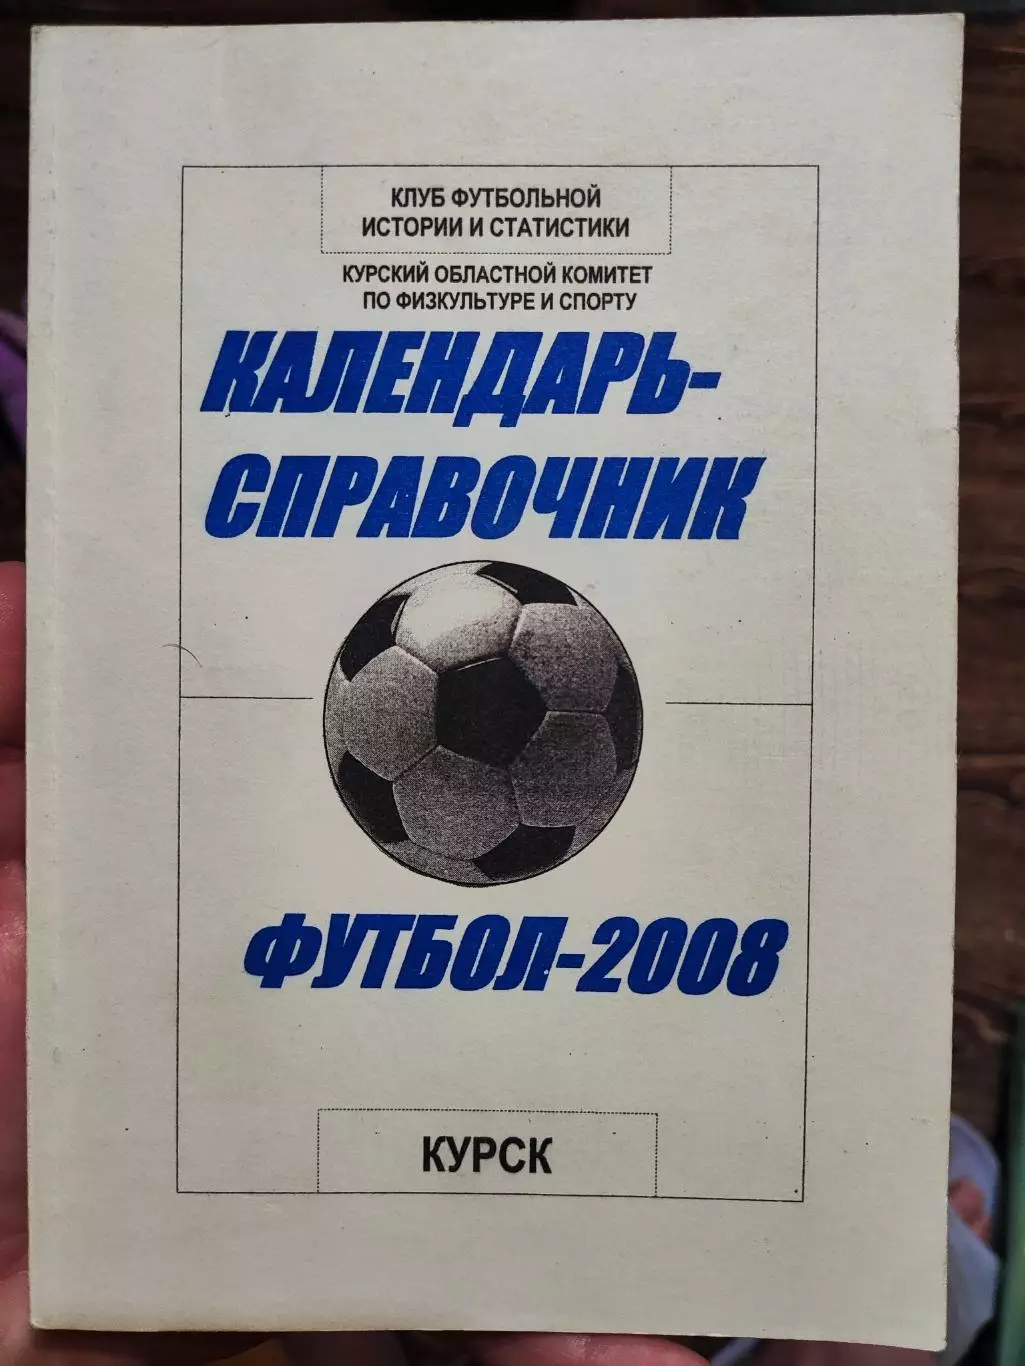 КЛУБ ФУТБОЛЬНОЙ
ИСТОРИИ И СТАТИСТИКИ
КУРСКИЙ ОБЛАСТНОЙ КОМИТЕТ
ПО ФИЗКУЛЬТУРЕ И СПОРТУ
КАЛЕНДАРЬ-
СПРАВОЧНИК
ФУТБОЛ-2008
КУРСК